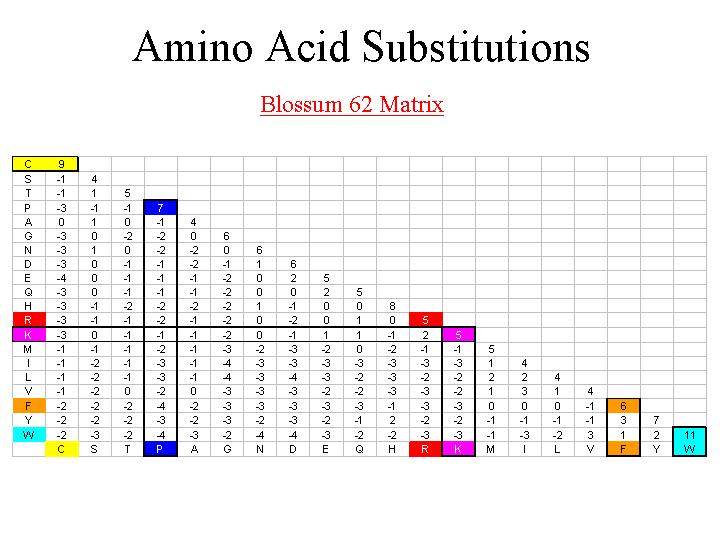 Amino Acid Substitutions
Blossum 62 Matrix
C 9
S -1 4
T -1 1 5
P -3 -1 -1 7
A 0 1 0 -1 4
G -3 0 -2 -2 0 6
N -3 1 0 -2 -2 0 6
D -3 0 -1 -1 -2 -1 1 6
E -4 0 -1 -1 -1 -2 0 2 5
Q -3 0 -1 -1 -1 -2 0 0 2 5
H -3 -1 -2 -2 -2 -2 1 -1 0 0 8
R -3 -1 -1 -2 -1 -2 0 -2 0 1 0 5
K -3 0 -1 -1 -1 -2 0 -1 1 1 -1 2 5
M -1 -1 -1 -2 -1 -3 -2 -3 -2 0 -2 -1 -1 5
I -1 -2 -1 -3 -1 -4 -3 -3 -3 -3 -3 -3 -3 1 4
L -1 -2 -1 -3 -1 -4 -3 -4 -3 -2 -3 -2 -2 2 2 4
V -1 -2 0 -2 0 -3 -3 -3 -2 -2 -3 -3 -2 1 3 1 4
F -2 -2 -2 -4 -2 -3 -3 -3 -3 -3 -1 -3 -3 0 0 0 -1 6
Y -2 -2 -2 -3 -2 -3 -2 -3 -2 -1 2 -2 -2 -1 -1 -1 -1 3 7
W -2 -3 -2 -4 -3 -2 -4 -4 -3 -2 -2 -3 -3 -1 -3 -2 3 1 2 11
C S T P A G N D E Q H R K M I L V F Y W